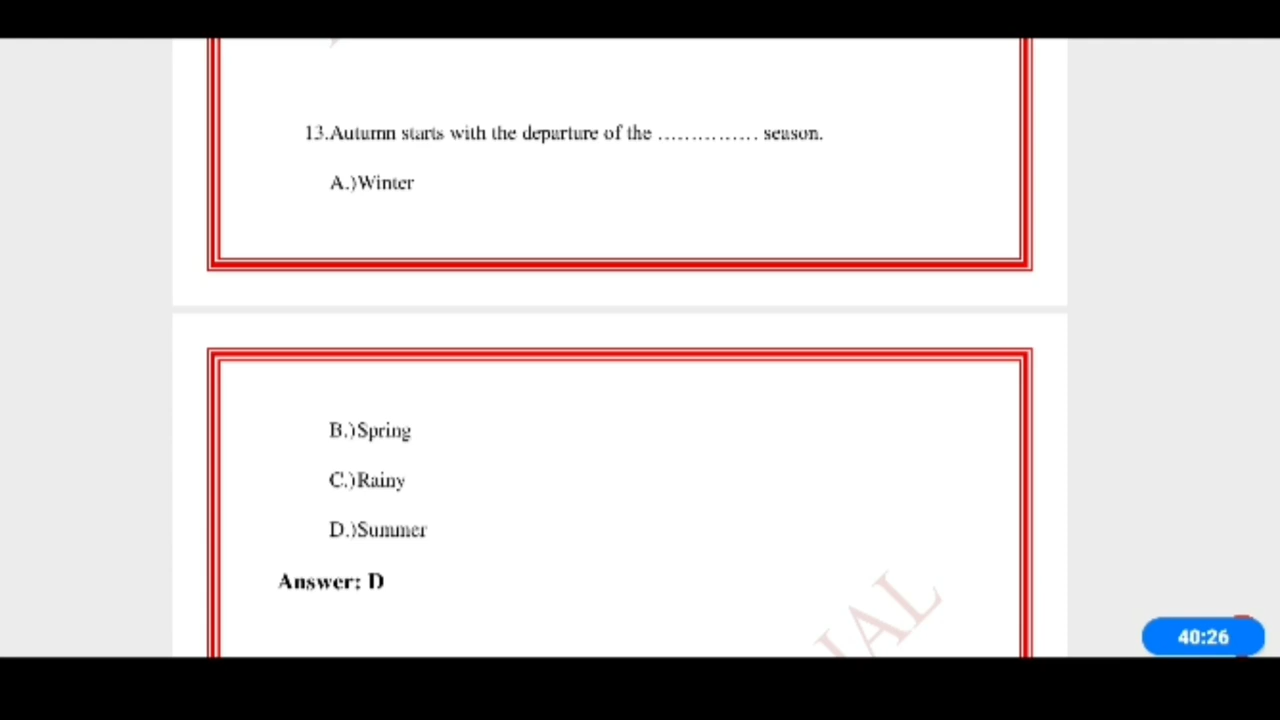 13.Autumn starts with the departure of the …………… season.
A.)Winter
B.)Spring
C.)Rainy
D.)Summer
Answer: D
40:26